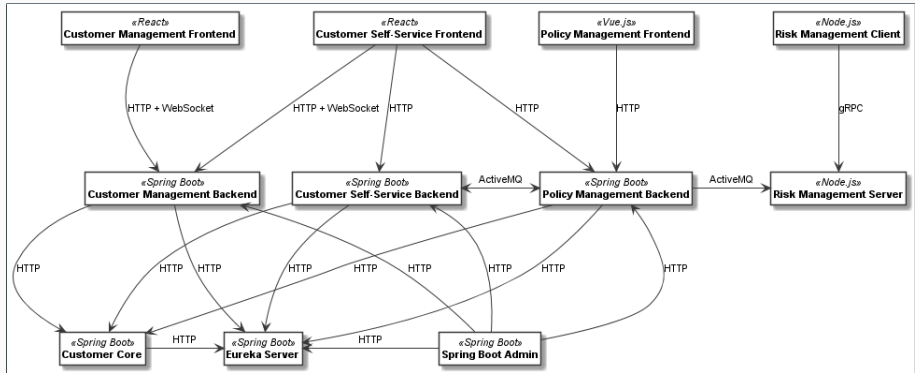 «React»
Customer Management Frontend
«React»
Customer Self-Service Frontend
«Vue.js»
Policy Management Frontend
«Node.js»
Risk Management Client
HTTP + WebSocket
HTTP + WebSocket
HTTP
HTTP
HTTP
gRPC
«Spring Boot»
Customer Management Backend
«Spring Boot»
Customer Self-Service Backend
ActiveMQ
«Spring Boot»
Policy Management Backend
ActiveMQ
«Node.js»
Risk Management Server
HTTP
HTTP
HTTP
HTTP
HTTP
HTTP
HTTP
HTTP
HTTP
«Spring Boot»
Customer Core
HTTP
«Spring Boot»
Eureka Server
HTTP
«Spring Boot»
Spring Boot Admin